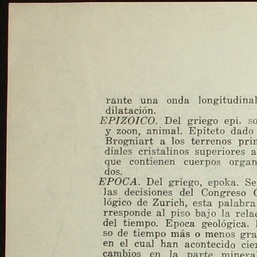 rante una onda longitudinal
dilatación.
EPIZOICO. Del griego epi, so
y zoon, animal. Epíteto dado
Brogniart a los terrenos prim
diales cristalinos superiores a
que contienen cuerpos organ
dos.
EPOCA. Del griego, epoka. Se
las decisiones del Congreso G
lógico de Zurich, esta palabra
rresponde al piso bajo la relac
del tiempo. Epoca geológica.
so de tiempo más o menos gra
en el cual han acontecido cier
cambios en la parte minera